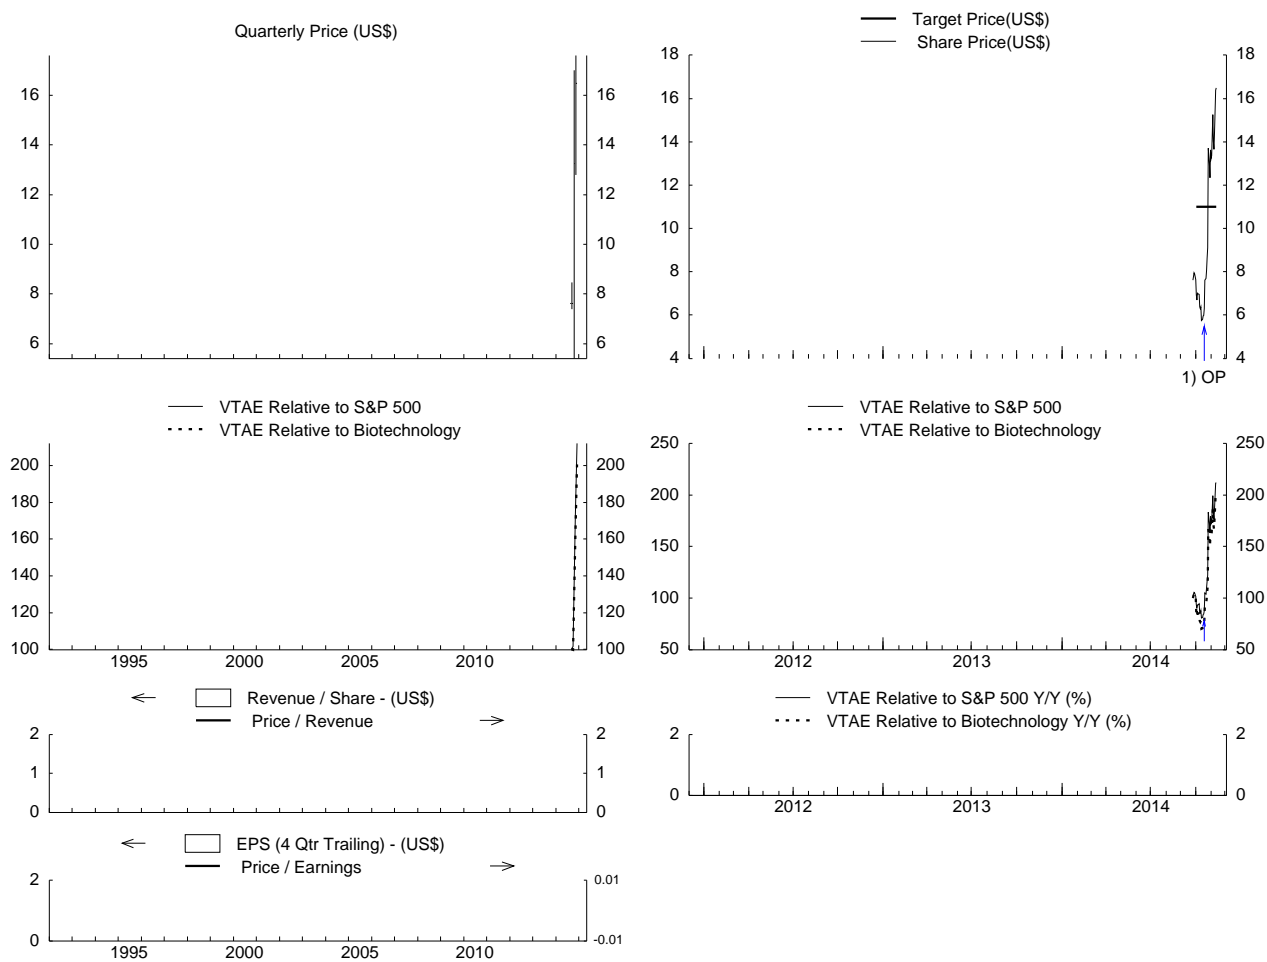 Quarterly Price (US$)
16 16
14 14
12 12
10 10
8 8
6 6
Target Price(US$)
Share Price(US$)
18 18
16 16
14 14
12 12
10 10
8 8
6 6
4 4
1) OP
VTAE Relative to S&P 500
VTAE Relative to Biotechnology
200 200
180 180
160 160
140 140
120 120
100 100
1995 2000 2005 2010
VTAE Relative to S&P 500
VTAE Relative to Biotechnology
250 250
200 200
150 150
100 100
50 50
2012 2013 2014
Revenue / Share - (US$)
Price / Revenue
2 2
1 1
0 0
VTAE Relative to S&P 500 Y/Y (%)
VTAE Relative to Biotechnology Y/Y (%)
2 2
0 0
2012 2013 2014
EPS (4 Qtr Trailing) - (US$)
Price / Earnings
2 0.01
0 -0.01
1995 2000 2005 2010